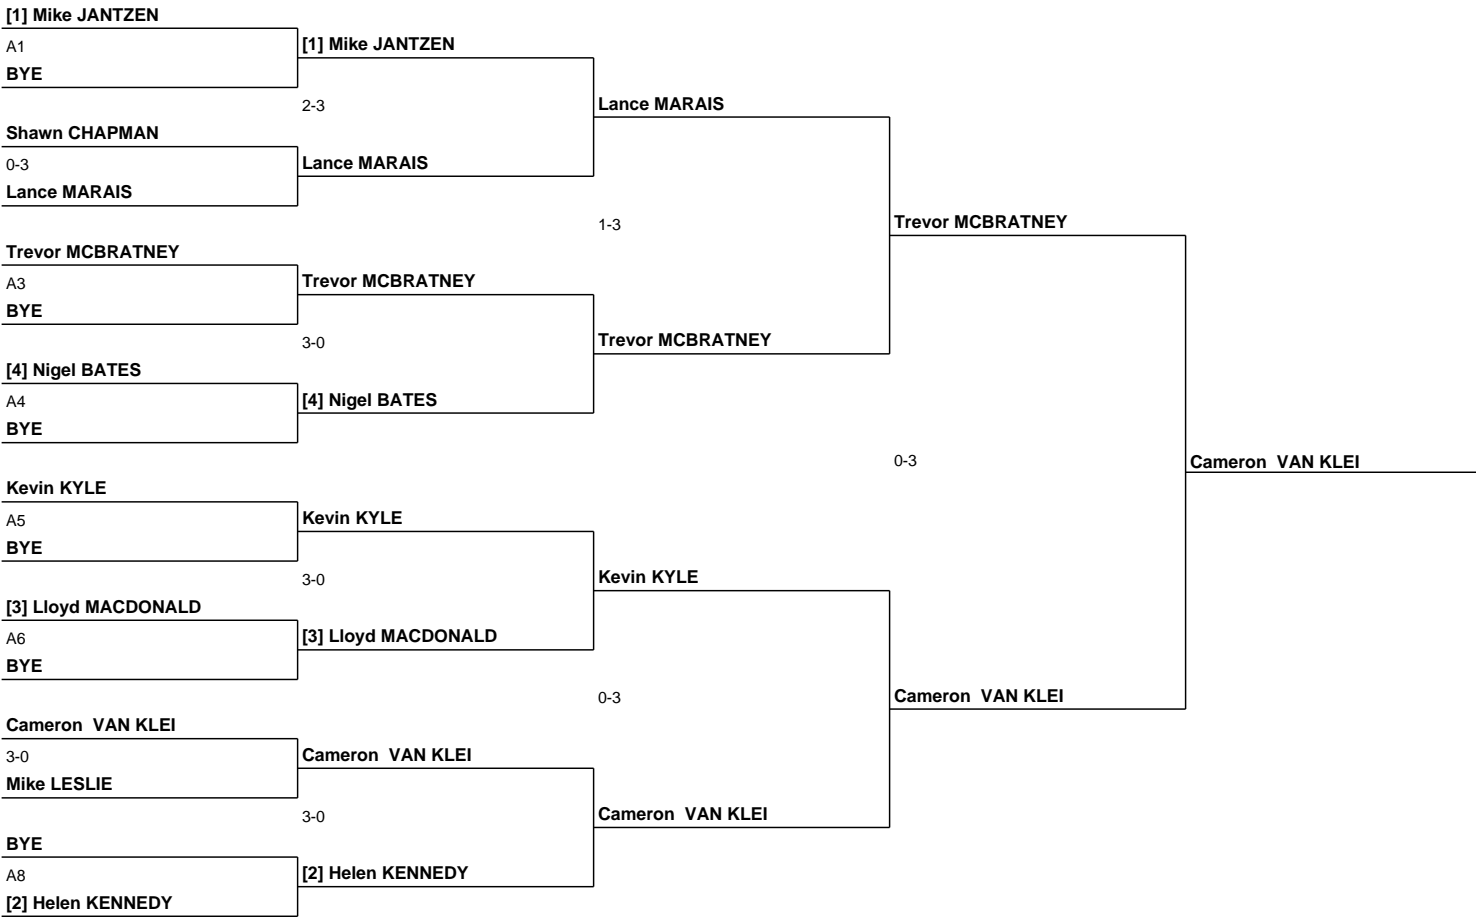 [1] Mike JANTZEN
A1
BYE
Shawn CHAPMAN
0-3
Lance MARAIS
Trevor MCBRATNEY
A3
BYE
[4] Nigel BATES
A4
BYE
Kevin KYLE
A5
BYE
[3] Lloyd MACDONALD
A6
BYE
Cameron  VAN KLEI
3-0
Mike LESLIE
BYE
A8
[2] Helen KENNEDY
[1] Mike JANTZEN
2-3
Lance MARAIS
Trevor MCBRATNEY
3-0
[4] Nigel BATES
Kevin KYLE
3-0
[3] Lloyd MACDONALD
Cameron  VAN KLEI
3-0
[2] Helen KENNEDY
Lance MARAIS
1-3
Trevor MCBRATNEY
Kevin KYLE
0-3
Cameron  VAN KLEI
Trevor MCBRATNEY
0-3
Cameron  VAN KLEI
Cameron  VAN KLEI